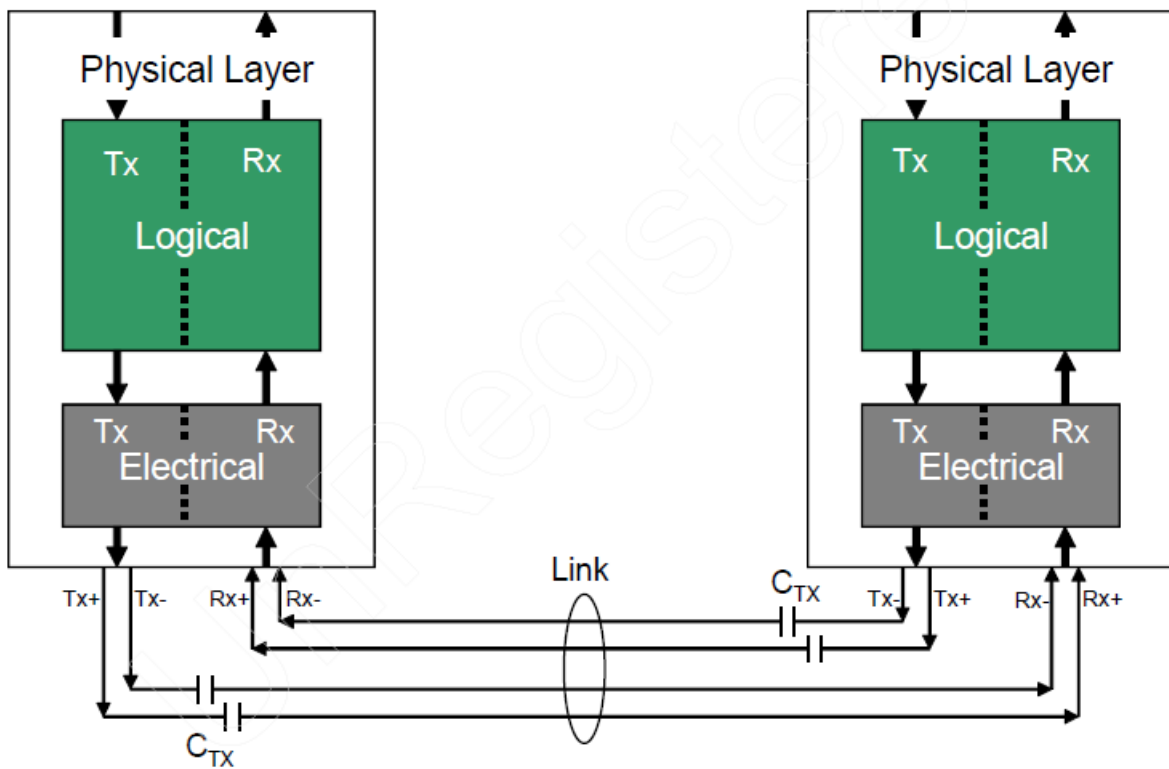 Physical Layer
Physical Layer
Tx Rx
Logical
Tx Rx
Logical
Tx Rx
Electrical
Tx Rx
Electrical
Tx+ Tx- Rx+ Rx-
Link
CTX
Tx- Tx+ Rx- Rx+
CTX
UnRegistere